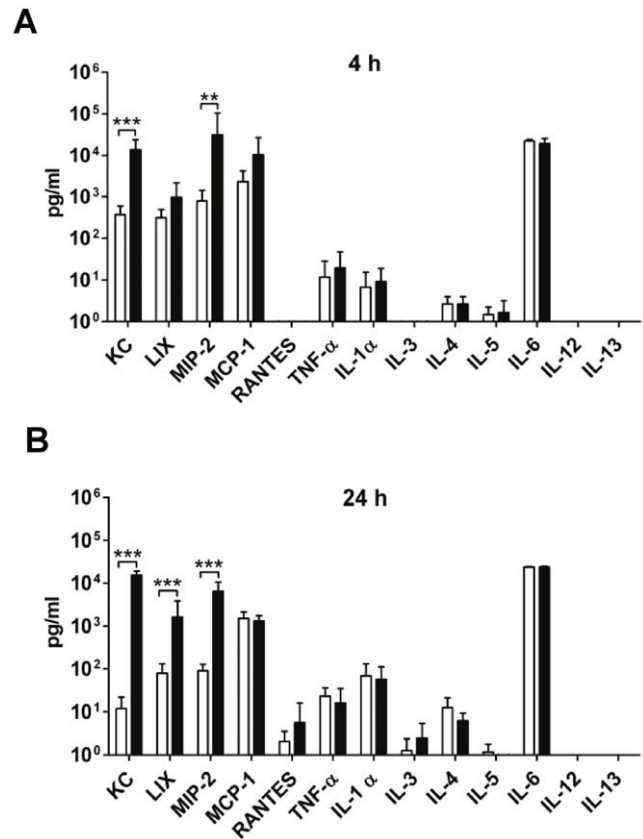 A
4 h
pg/ml
10⁶
10⁵
10⁴
10³
10²
10¹
10⁰
***
**
KC
LIX
MIP-2
MCP-1
RANTES
TNF-α
IL-1α
IL-3
IL-4
IL-5
IL-6
IL-12
IL-13
B
24 h
pg/ml
10⁶
10⁵
10⁴
10³
10²
10¹
10⁰
***
***
***
KC
LIX
MIP-2
MCP-1
RANTES
TNF-α
IL-1 α
IL-3
IL-4
IL-5
IL-6
IL-12
IL-13